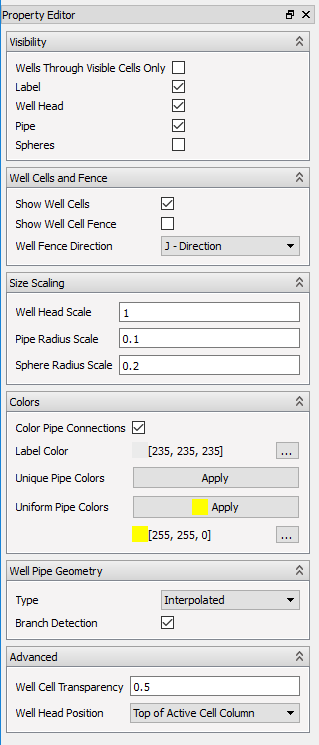 Property Editor
Visibility
Wells Through Visible Cells Only
Label
Well Head
Pipe
Spheres
Well Cells and Fence
Show Well Cells
Show Well Cell Fence
Well Fence Direction J - Direction
Size Scaling
Well Head Scale 1
Pipe Radius Scale 0.1
Sphere Radius Scale 0.2
Colors
Color Pipe Connections
Label Color [235, 235, 235] ...
Unique Pipe Colors Apply
Uniform Pipe Colors Apply
[255, 255, 0] ...
Well Pipe Geometry
Type Interpolated
Branch Detection
Advanced
Well Cell Transparency 0.5
Well Head Position Top of Active Cell Column